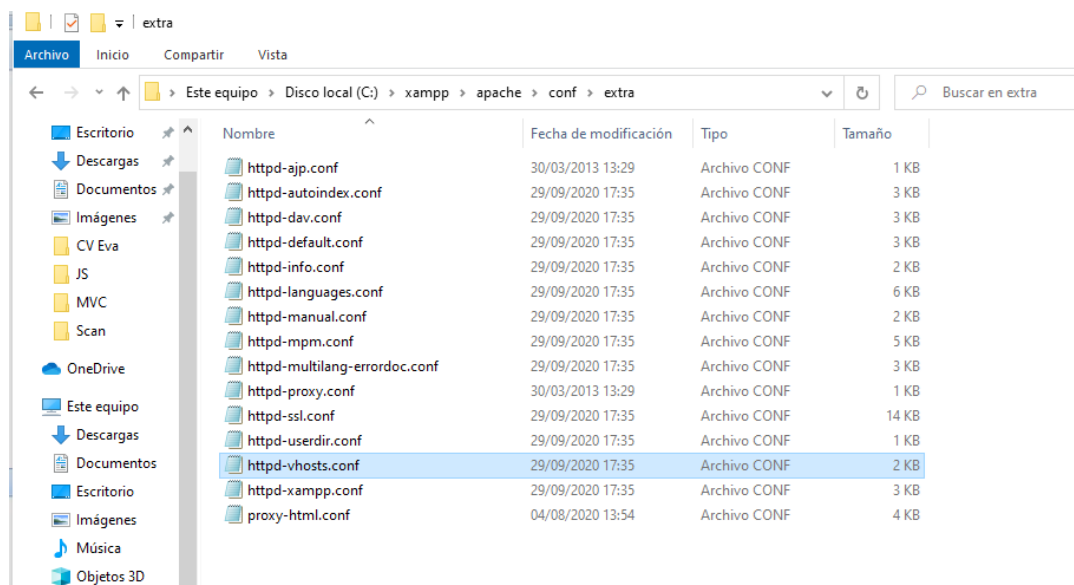 extra
Archivo Inicio Compartir Vista
Este equipo > Disco local (C:) > xampp > apache > conf > extra Buscar en extra
Escritorio
Descargas
Documentos
Imágenes
CV Eva
JS
MVC
Scan
OneDrive
Este equipo
Descargas
Documentos
Escritorio
Imágenes
Música
Objetos 3D
Nombre Fecha de modificación Tipo Tamaño
httpd-ajp.conf 30/03/2013 13:29 Archivo CONF 1 KB
httpd-autoindex.conf 29/09/2020 17:35 Archivo CONF 3 KB
httpd-dav.conf 29/09/2020 17:35 Archivo CONF 3 KB
httpd-default.conf 29/09/2020 17:35 Archivo CONF 3 KB
httpd-info.conf 29/09/2020 17:35 Archivo CONF 2 KB
httpd-languages.conf 29/09/2020 17:35 Archivo CONF 6 KB
httpd-manual.conf 29/09/2020 17:35 Archivo CONF 2 KB
httpd-mpm.conf 29/09/2020 17:35 Archivo CONF 5 KB
httpd-multilang-errordoc.conf 29/09/2020 17:35 Archivo CONF 3 KB
httpd-proxy.conf 30/03/2013 13:29 Archivo CONF 1 KB
httpd-ssl.conf 29/09/2020 17:35 Archivo CONF 14 KB
httpd-userdir.conf 29/09/2020 17:35 Archivo CONF 1 KB
httpd-vhosts.conf 29/09/2020 17:35 Archivo CONF 2 KB
httpd-xampp.conf 29/09/2020 17:35 Archivo CONF 3 KB
proxy-html.conf 04/08/2020 13:54 Archivo CONF 4 KB